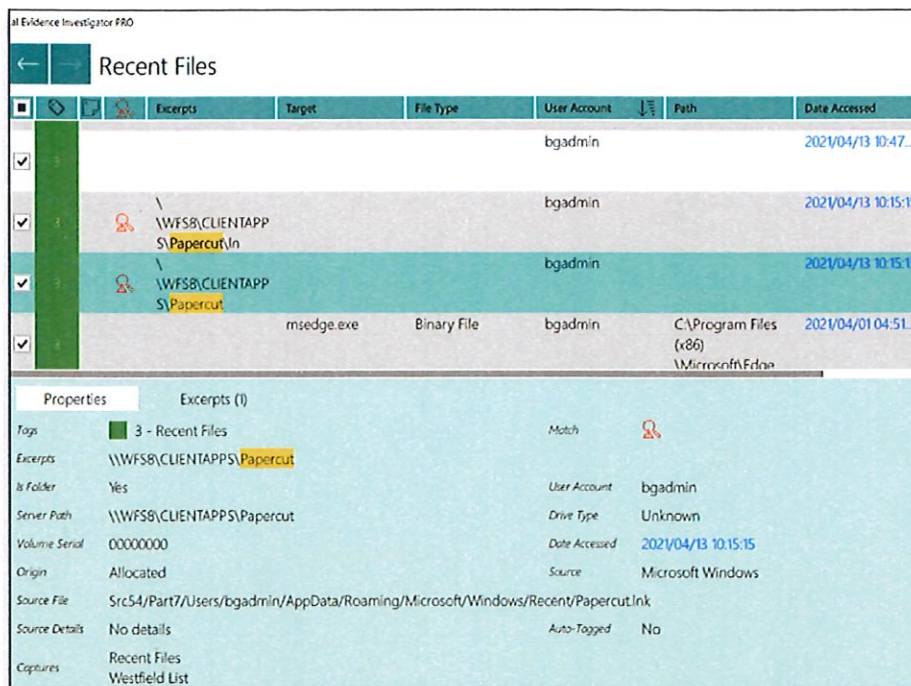 al Evidence Investigator PRO
Recent Files
Excerpts Target File Type User Account Path Date Accessed
3 bgadmin 2021/04/13 10:47...
3 \ bgadmin 2021/04/13 10:15:1
\WFS8\CLIENTAPP
S\Papercut\ln
3 \ bgadmin 2021/04/13 10:15:1
\WFS8\CLIENTAPP
S\Papercut
3 msedge.exe Binary File bgadmin C:\Program Files 2021/04/01 04:51...
(x86)
\Microsoft\Edge
Properties Excerpts (1)
Tags 3 - Recent Files Match
Excerpts \\WFS8\CLIENTAPPS\Papercut
Is Folder Yes User Account bgadmin
Server Path \\WFS8\CLIENTAPPS\Papercut Drive Type Unknown
Volume Serial 00000000 Date Accessed 2021/04/13 10:15:15
Origin Allocated Source Microsoft Windows
Source File Src54/Part7/Users/bgadmin/AppData/Roaming/Microsoft/Windows/Recent/Papercut.lnk
Source Details No details Auto-Tagged No
Captures Recent Files
Westfield List